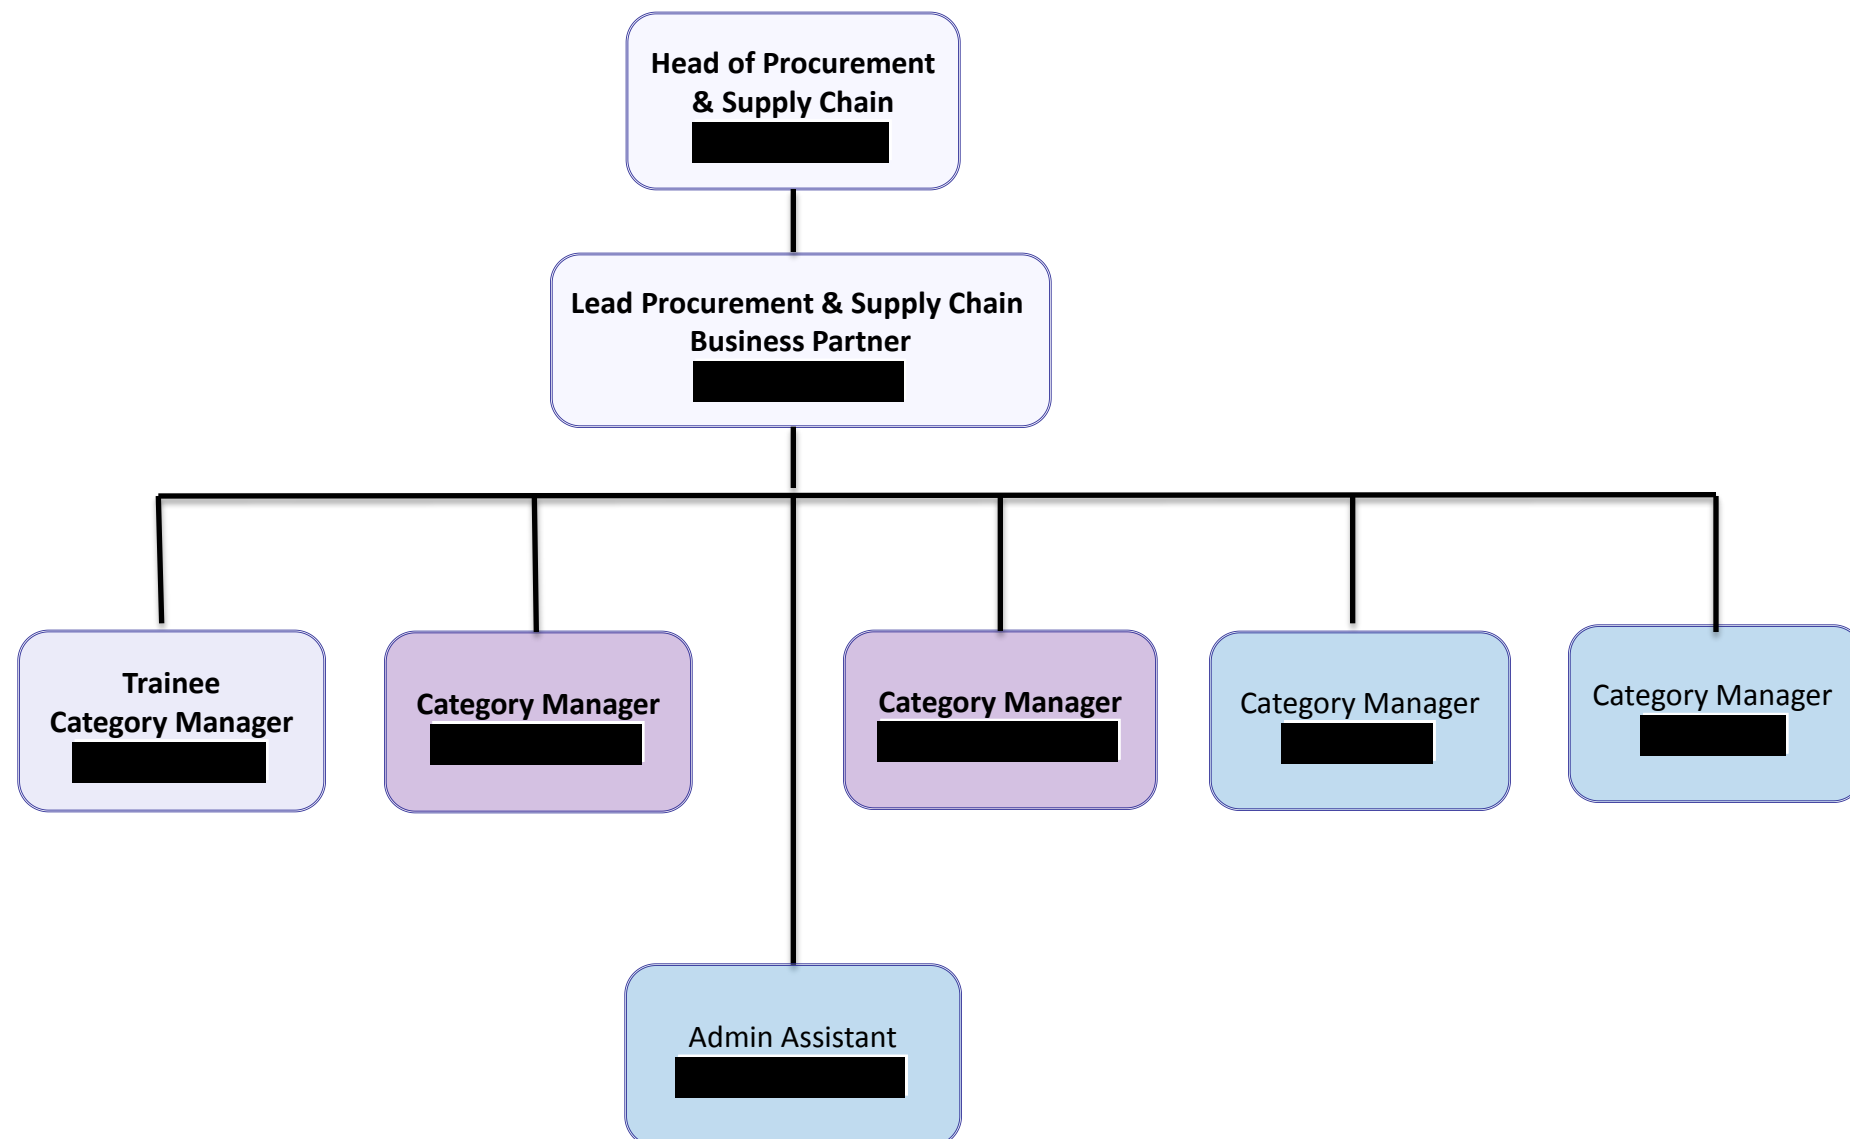 Head of Procurement
& Supply Chain
Lead Procurement & Supply Chain
Business Partner
Trainee
Category Manager
Category Manager
Category Manager
Category Manager
Category Manager
Admin Assistant